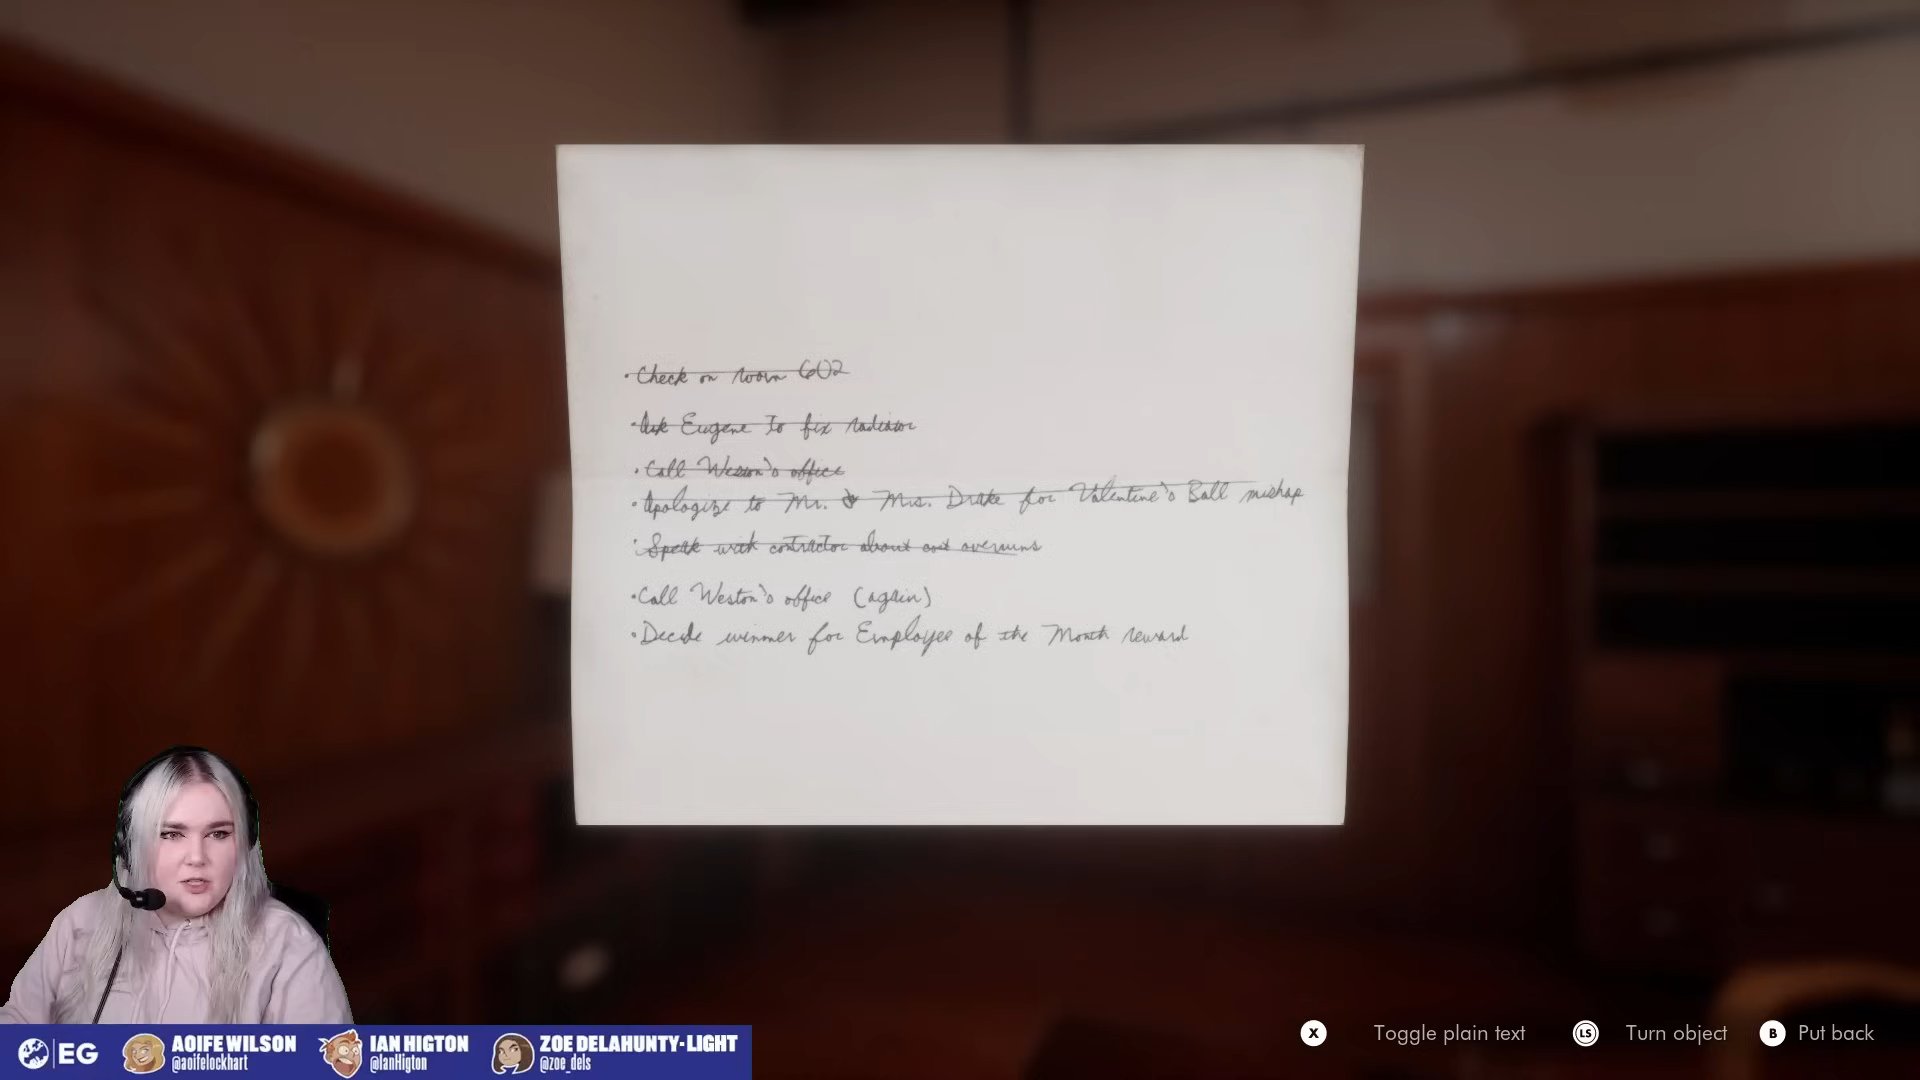 • Check on room 602
• Ask Eugene to fix radiator
• Call Weston's office
• Apologize to Mr. & Mrs. Drake for Valentine's Ball mishap
• Speak with contractor about cost overruns
• Call Weston's office (again)
• Decide winner for Employee of the Month reward
X Toggle plain text LS Turn object B Put back
EG AOIFE WILSON IAN HIGTON ZOE DELAHUNTY-LIGHT
@aoifelockhart @IanHigton @zoe_dels